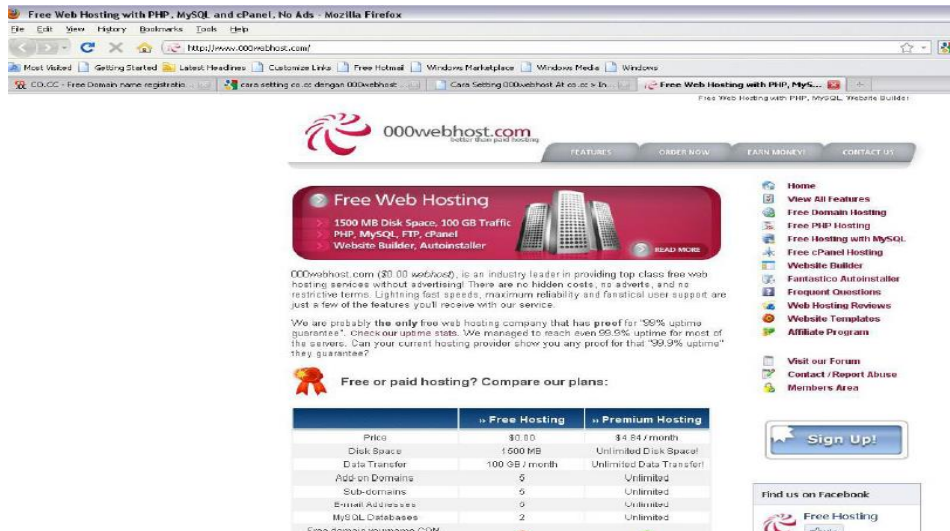 Free Web Hosting with PHP, MySQL and cPanel, No Ads - Mozilla Firefox
File Edit View History Bookmarks Tools Help
http://www.000webhost.com/
Most Visited Getting Started Latest Headlines Customize Links Free Hotmail Windows Marketplace Windows Media Windows
CO.CC - Free Domain name registratio... cara setting co.cc dengan 000webhost... Cara Setting 000webhost At co.cc > In... Free Web Hosting with PHP, MyS...
Free Web Hosting with PHP, MySQL, Website Builder
000webhost.com
better than paid hosting
FEATURES ORDER NOW EARN MONEY! CONTACT US
Free Web Hosting
1500 MB Disk Space, 100 GB Traffic
PHP, MySQL, FTP, cPanel
Website Builder, Autoinstaller
READ MORE
000webhost.com ($0.00 webhost), is an industry leader in providing top class free web
hosting services without advertising! There are no hidden costs, no adverts, and no
restrictive terms. Lightning fast speeds, maximum reliability and fanatical user support are
just a few of the features you'll receive with our service.
We are probably the only free web hosting company that has proof for "99% uptime
guarantee". Check our uptime stats. We managed to reach even 99.9% uptime for most of
the servers. Can your current hosting provider show you any proof for that "99.9% uptime"
they guarantee?
Free or paid hosting? Compare our plans:
» Free Hosting » Premium Hosting
Price $0.00 $4.84 / month
Disk Space 1500 MB Unlimited Disk Space!
Data Transfer 100 GB / month Unlimited Data Transfer!
Add-on Domains 5 Unlimited
Sub-domains 5 Unlimited
E-mail Addresses 5 Unlimited
MySQL Databases 2 Unlimited
Free domain yourname.COM
Home
View All Features
Free Domain Hosting
Free PHP Hosting
Free Hosting with MySQL
Free cPanel Hosting
Website Builder
Fantastico Autoinstaller
Frequent Questions
Web Hosting Reviews
Website Templates
Affiliate Program
Visit our Forum
Contact / Report Abuse
Members Area
Sign Up!
Find us on Facebook
Free Hosting